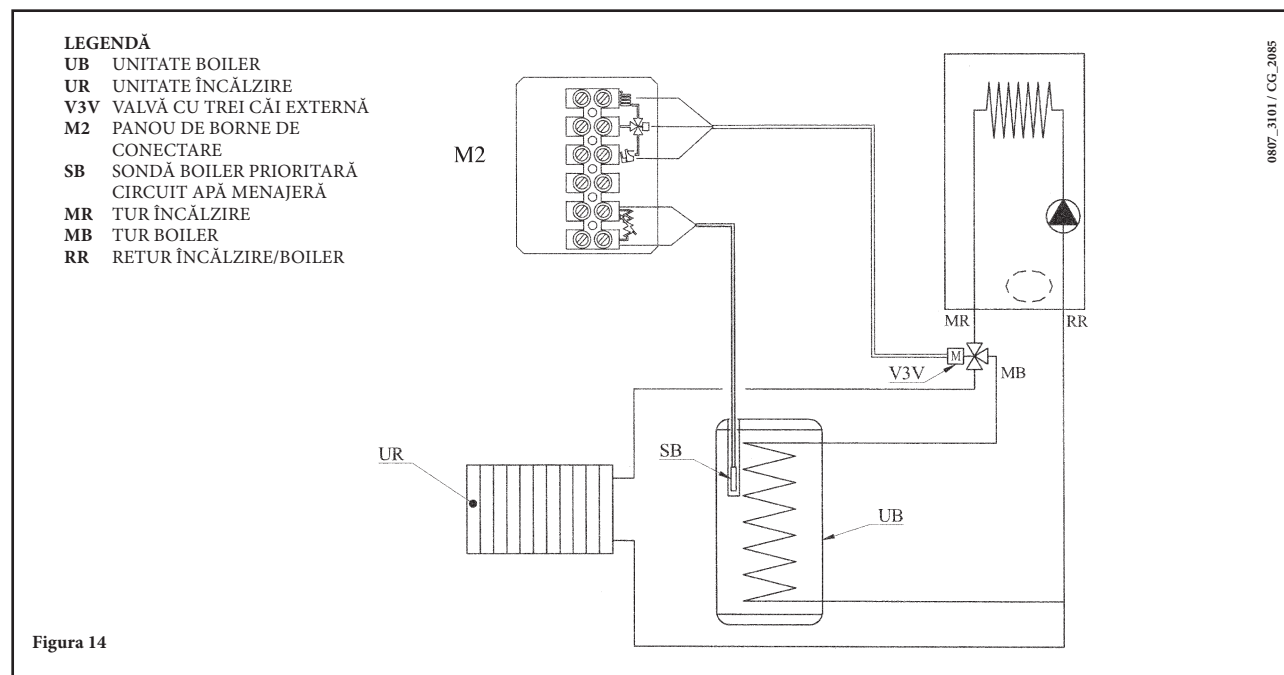 LEGENDĂ
UB UNITATE BOILER
UR UNITATE ÎNCĂLZIRE
V3V VALVĂ CU TREI CĂI EXTERNĂ
M2 PANOU DE BORNE DE
CONECTARE
SB SONDĂ BOILER PRIORITARĂ
CIRCUIT APĂ MENAJERĂ
MR TUR ÎNCĂLZIRE
MB TUR BOILER
RR RETUR ÎNCĂLZIRE/BOILER
M2
0807_3101 / CG_2085
MR
RR
M
V3V
MB
UR
SB
UB
Figura 14